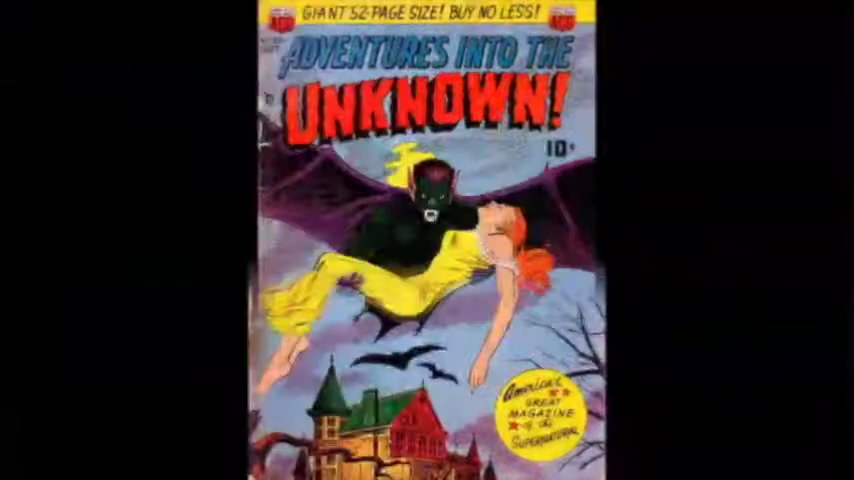 GIANT 52-PAGE SIZE! BUY NO LESS!
ADVENTURES INTO THE
UNKNOWN!
10¢
America's
GREAT
MAGAZINE
of the
SUPERNATURAL